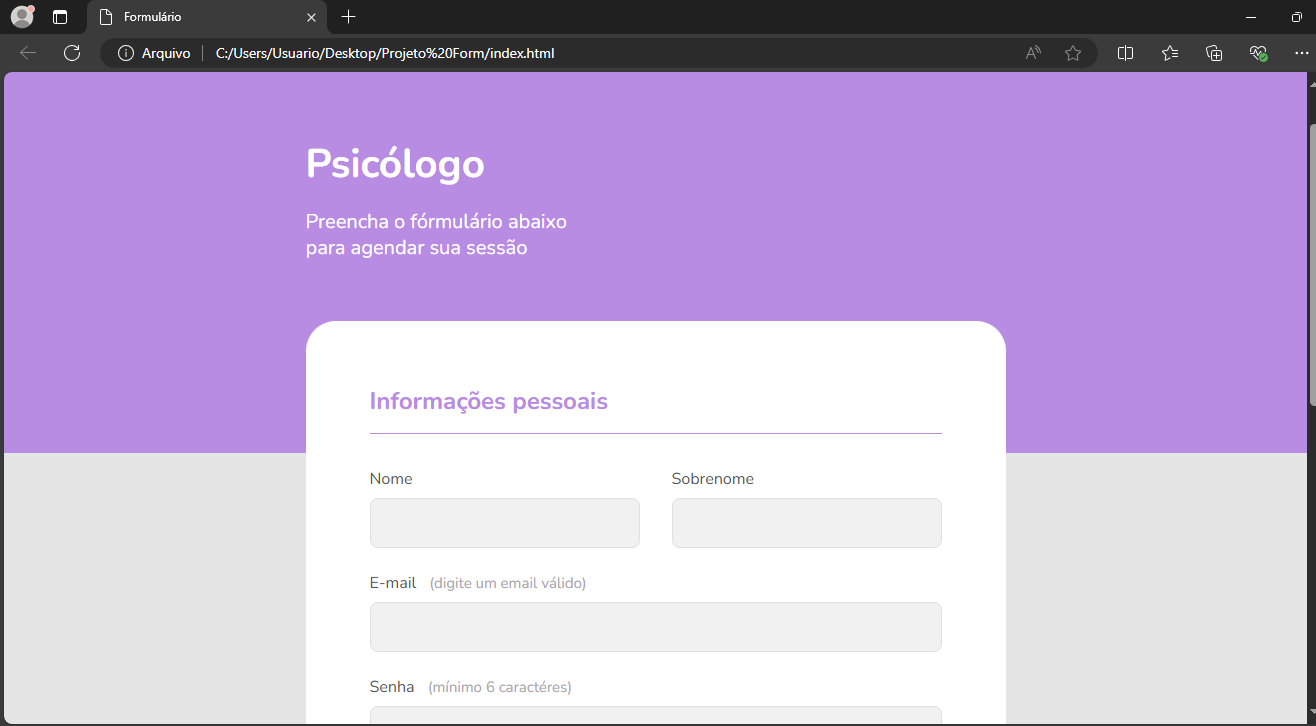 Formulário
Arquivo
C:/Users/Usuario/Desktop/Projeto%20Form/index.html
Psicólogo
Preencha o fórmulário abaixo
para agendar sua sessão
Informações pessoais
Nome
Sobrenome
E-mail (digite um email válido)
Senha (mínimo 6 caractéres)